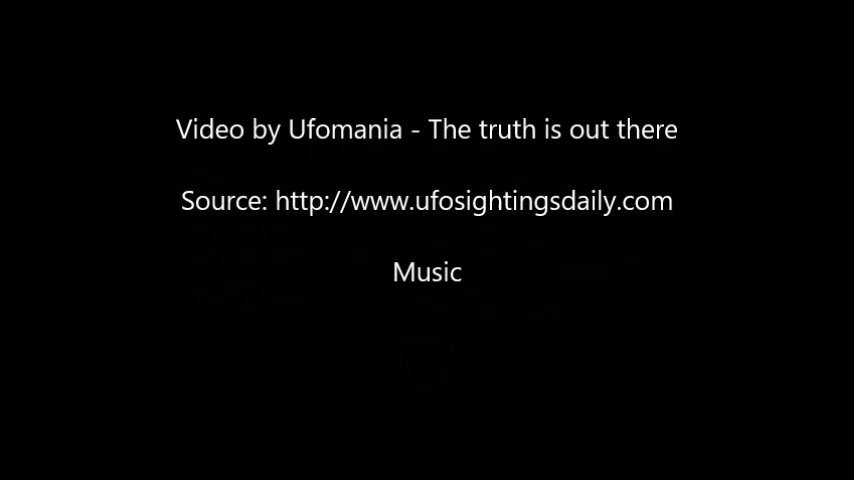 Video by Ufomania - The truth is out there
Source: http://www.ufosightingsdaily.com
Music